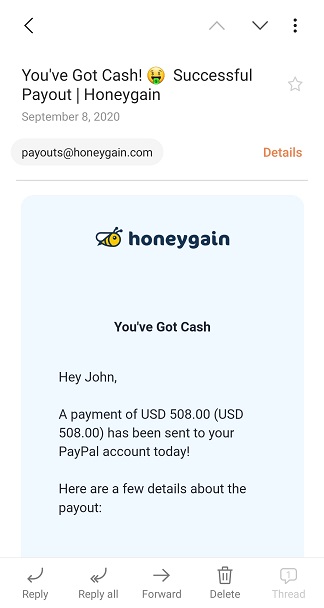 You've Got Cash! 🤑 Successful
Payout | Honeygain
September 8, 2020
payouts@honeygain.com
Details
honeygain
You've Got Cash
Hey John,
A payment of USD 508.00 (USD
508.00) has been sent to your
PayPal account today!
Here are a few details about the
payout:
1
Reply Reply all Forward Delete Thread